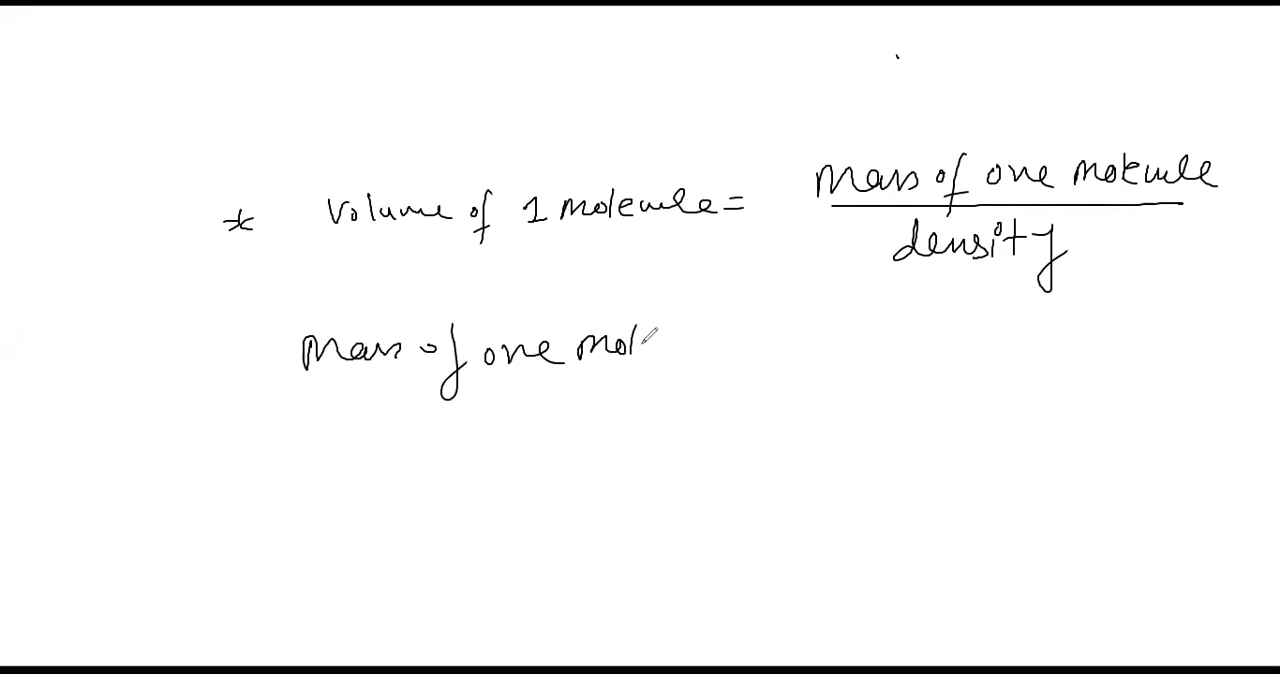 * Volume of 1 molecule = mass of one molecule / density
Mass of one mol